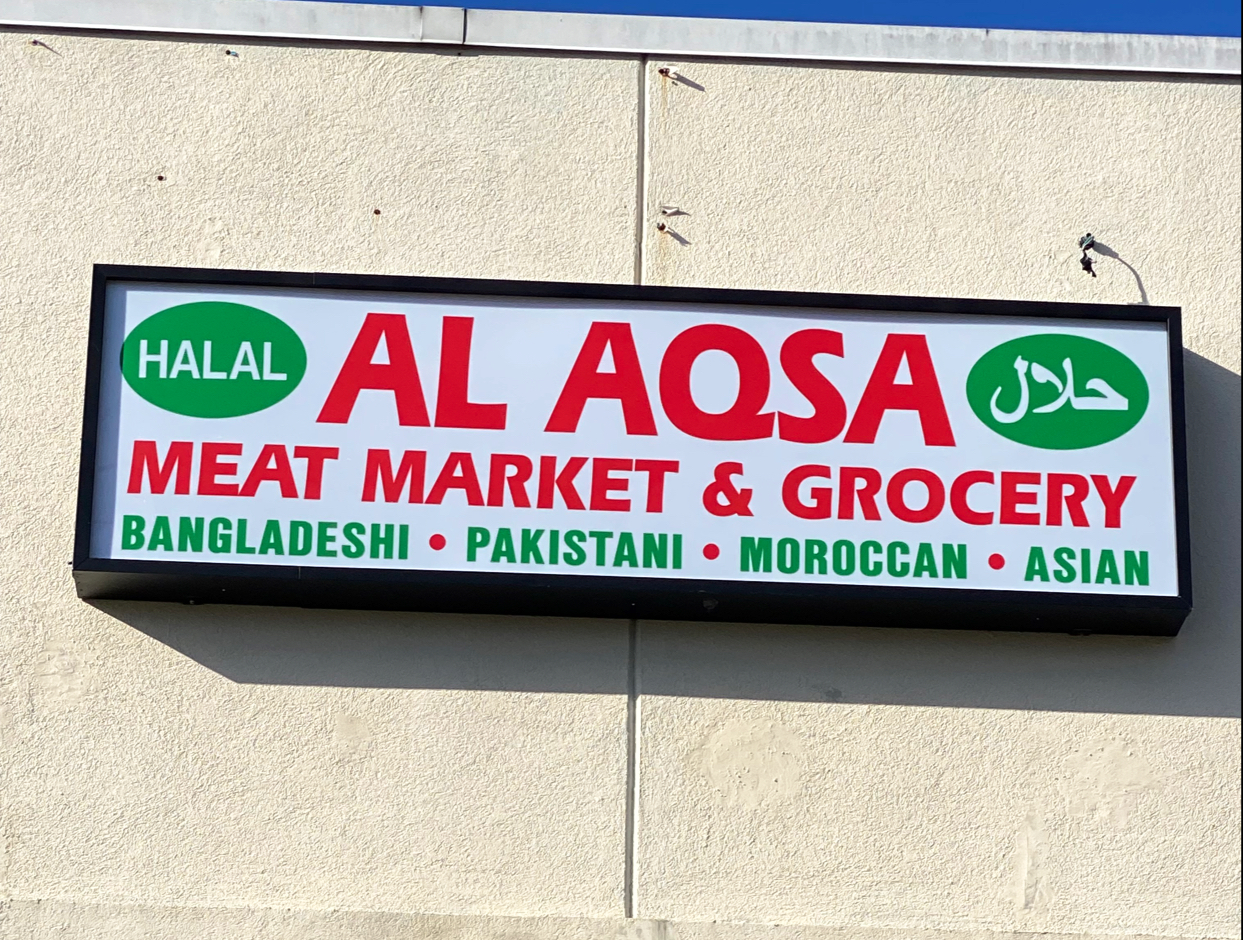 HALAL
AL AQSA
حلال
MEAT MARKET & GROCERY
BANGLADESHI • PAKISTANI • MOROCCAN • ASIAN